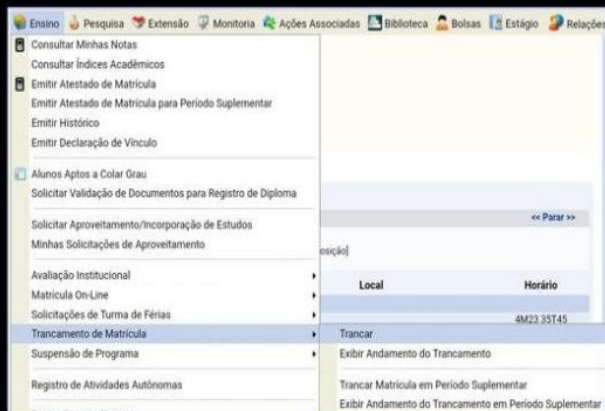 Ensino Pesquisa Extensão Monitoria Ações Associadas Biblioteca Bolsas Estágio Relações
Consultar Minhas Notas
Consultar Índices Acadêmicos
Emitir Atestado de Matrícula
Emitir Atestado de Matrícula para Período Suplementar
Emitir Histórico
Emitir Declaração de Vínculo
Alunos Aptos a Colar Grau
Solicitar Validação de Documentos para Registro de Diploma
<< Parar >>
Solicitar Aproveitamento/Incorporação de Estudos
Minhas Solicitações de Aproveitamento
osição]
Avaliação Institucional
Local Horário
Matrícula On-Line
Solicitações de Turma de Férias
4M23 35T45
Trancamento de Matrícula Trancar
Suspensão de Programa Exibir Andamento do Trancamento
Registro de Atividades Autônomas Trancar Matrícula em Período Suplementar
Exibir Andamento do Trancamento em Período Suplementar